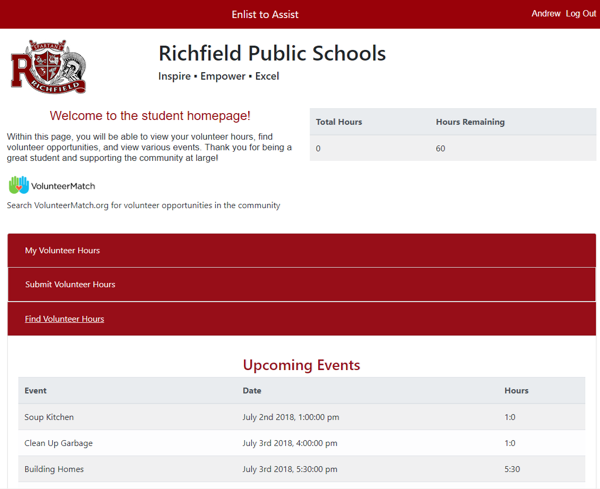 Enlist to Assist
Andrew Log Out
SPARTANS
R
RICHFIELD
Richfield Public Schools
Inspire • Empower • Excel
Welcome to the student homepage!
Within this page, you will be able to view your volunteer hours, find
volunteer opportunities, and view various events. Thank you for being a
great student and supporting the community at large!
Total Hours Hours Remaining
0 60
VolunteerMatch
Search VolunteerMatch.org for volunteer opportunities in the community
My Volunteer Hours
Submit Volunteer Hours
Find Volunteer Hours
Upcoming Events
Event Date Hours
Soup Kitchen July 2nd 2018, 1:00:00 pm 1:0
Clean Up Garbage July 3rd 2018, 4:00:00 pm 1:0
Building Homes July 3rd 2018, 5:30:00 pm 5:30